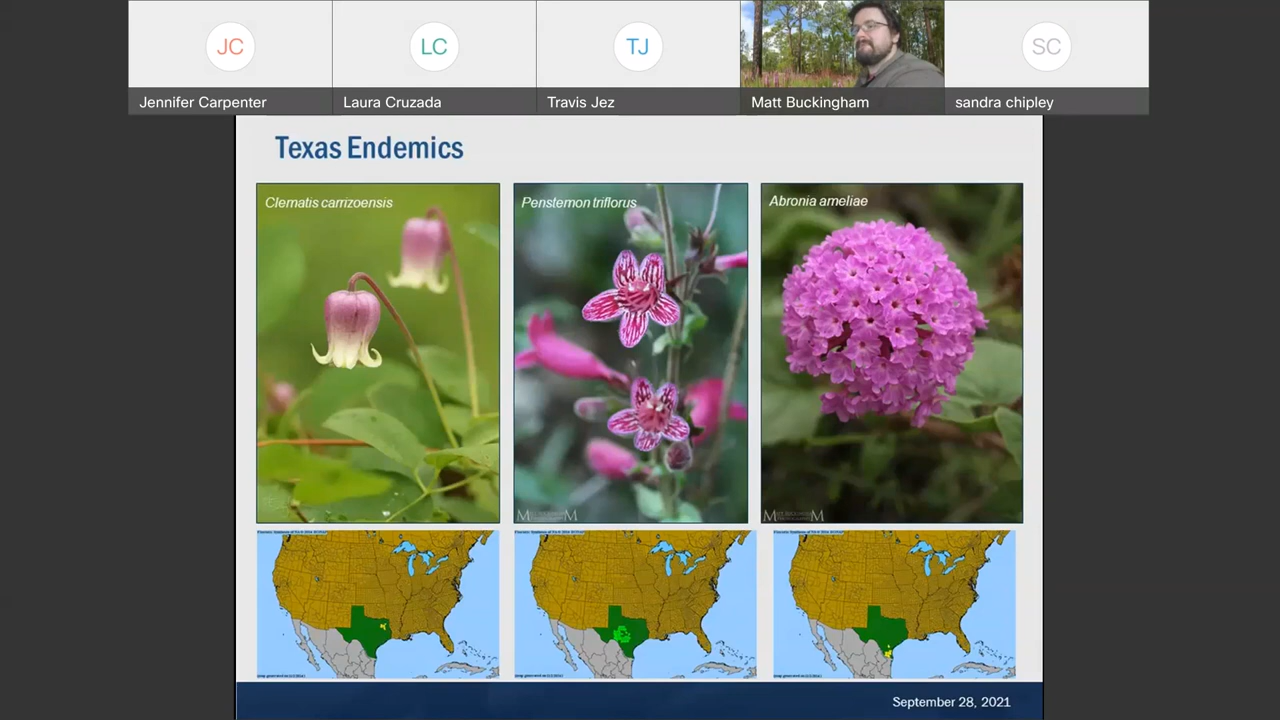 JC
LC
TJ
SC
Jennifer Carpenter
Laura Cruzada
Travis Jez
Matt Buckingham
sandra chipley
Texas Endemics
Clematis carrizoensis
Penstemon triflorus
Abronia ameliae
September 28, 2021